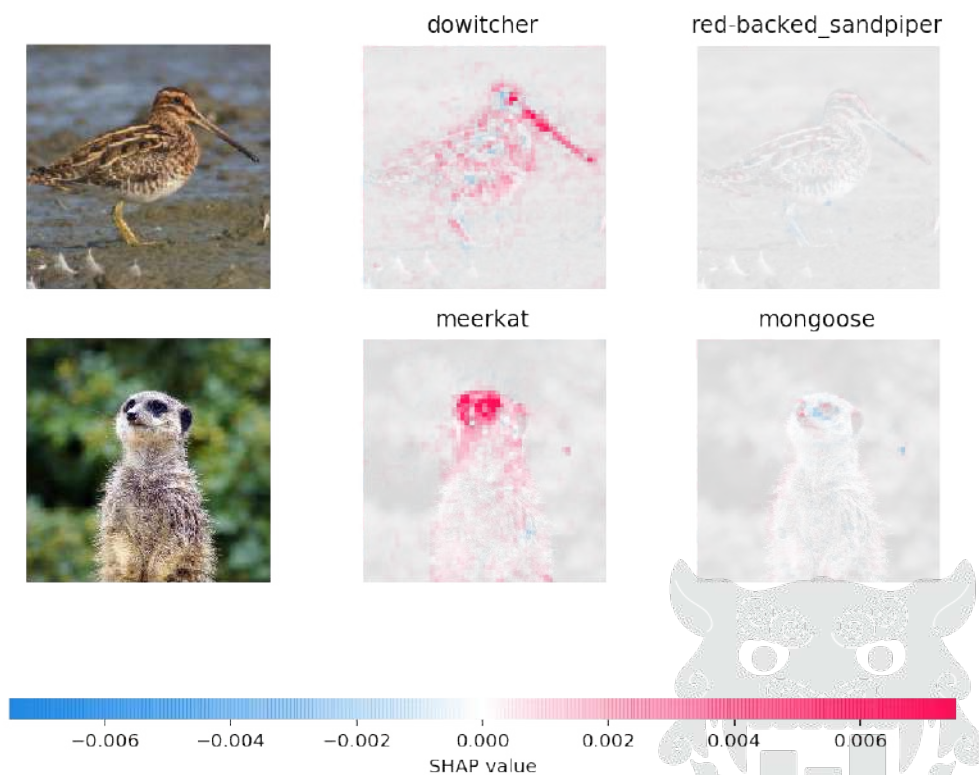 dowitcher red-backed_sandpiper
meerkat mongoose
−0.006 −0.004 −0.002 0.000 0.002 0.004 0.006
SHAP value